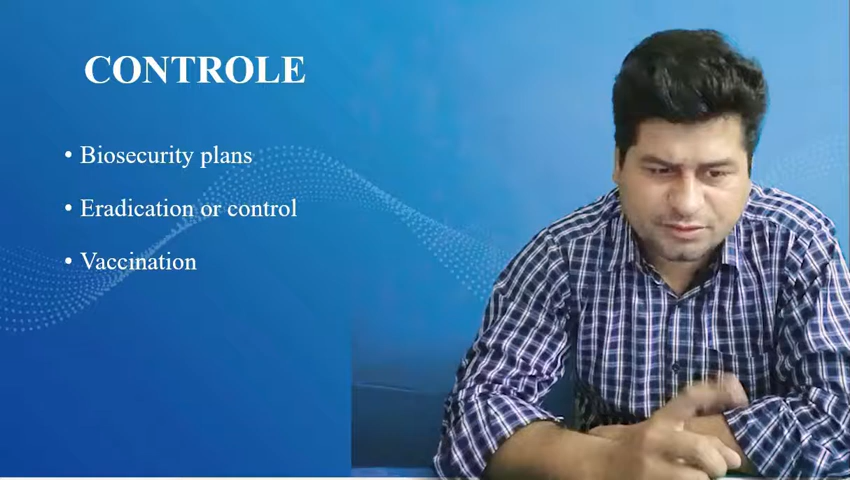 CONTROLE
• Biosecurity plans
• Eradication or control
• Vaccination